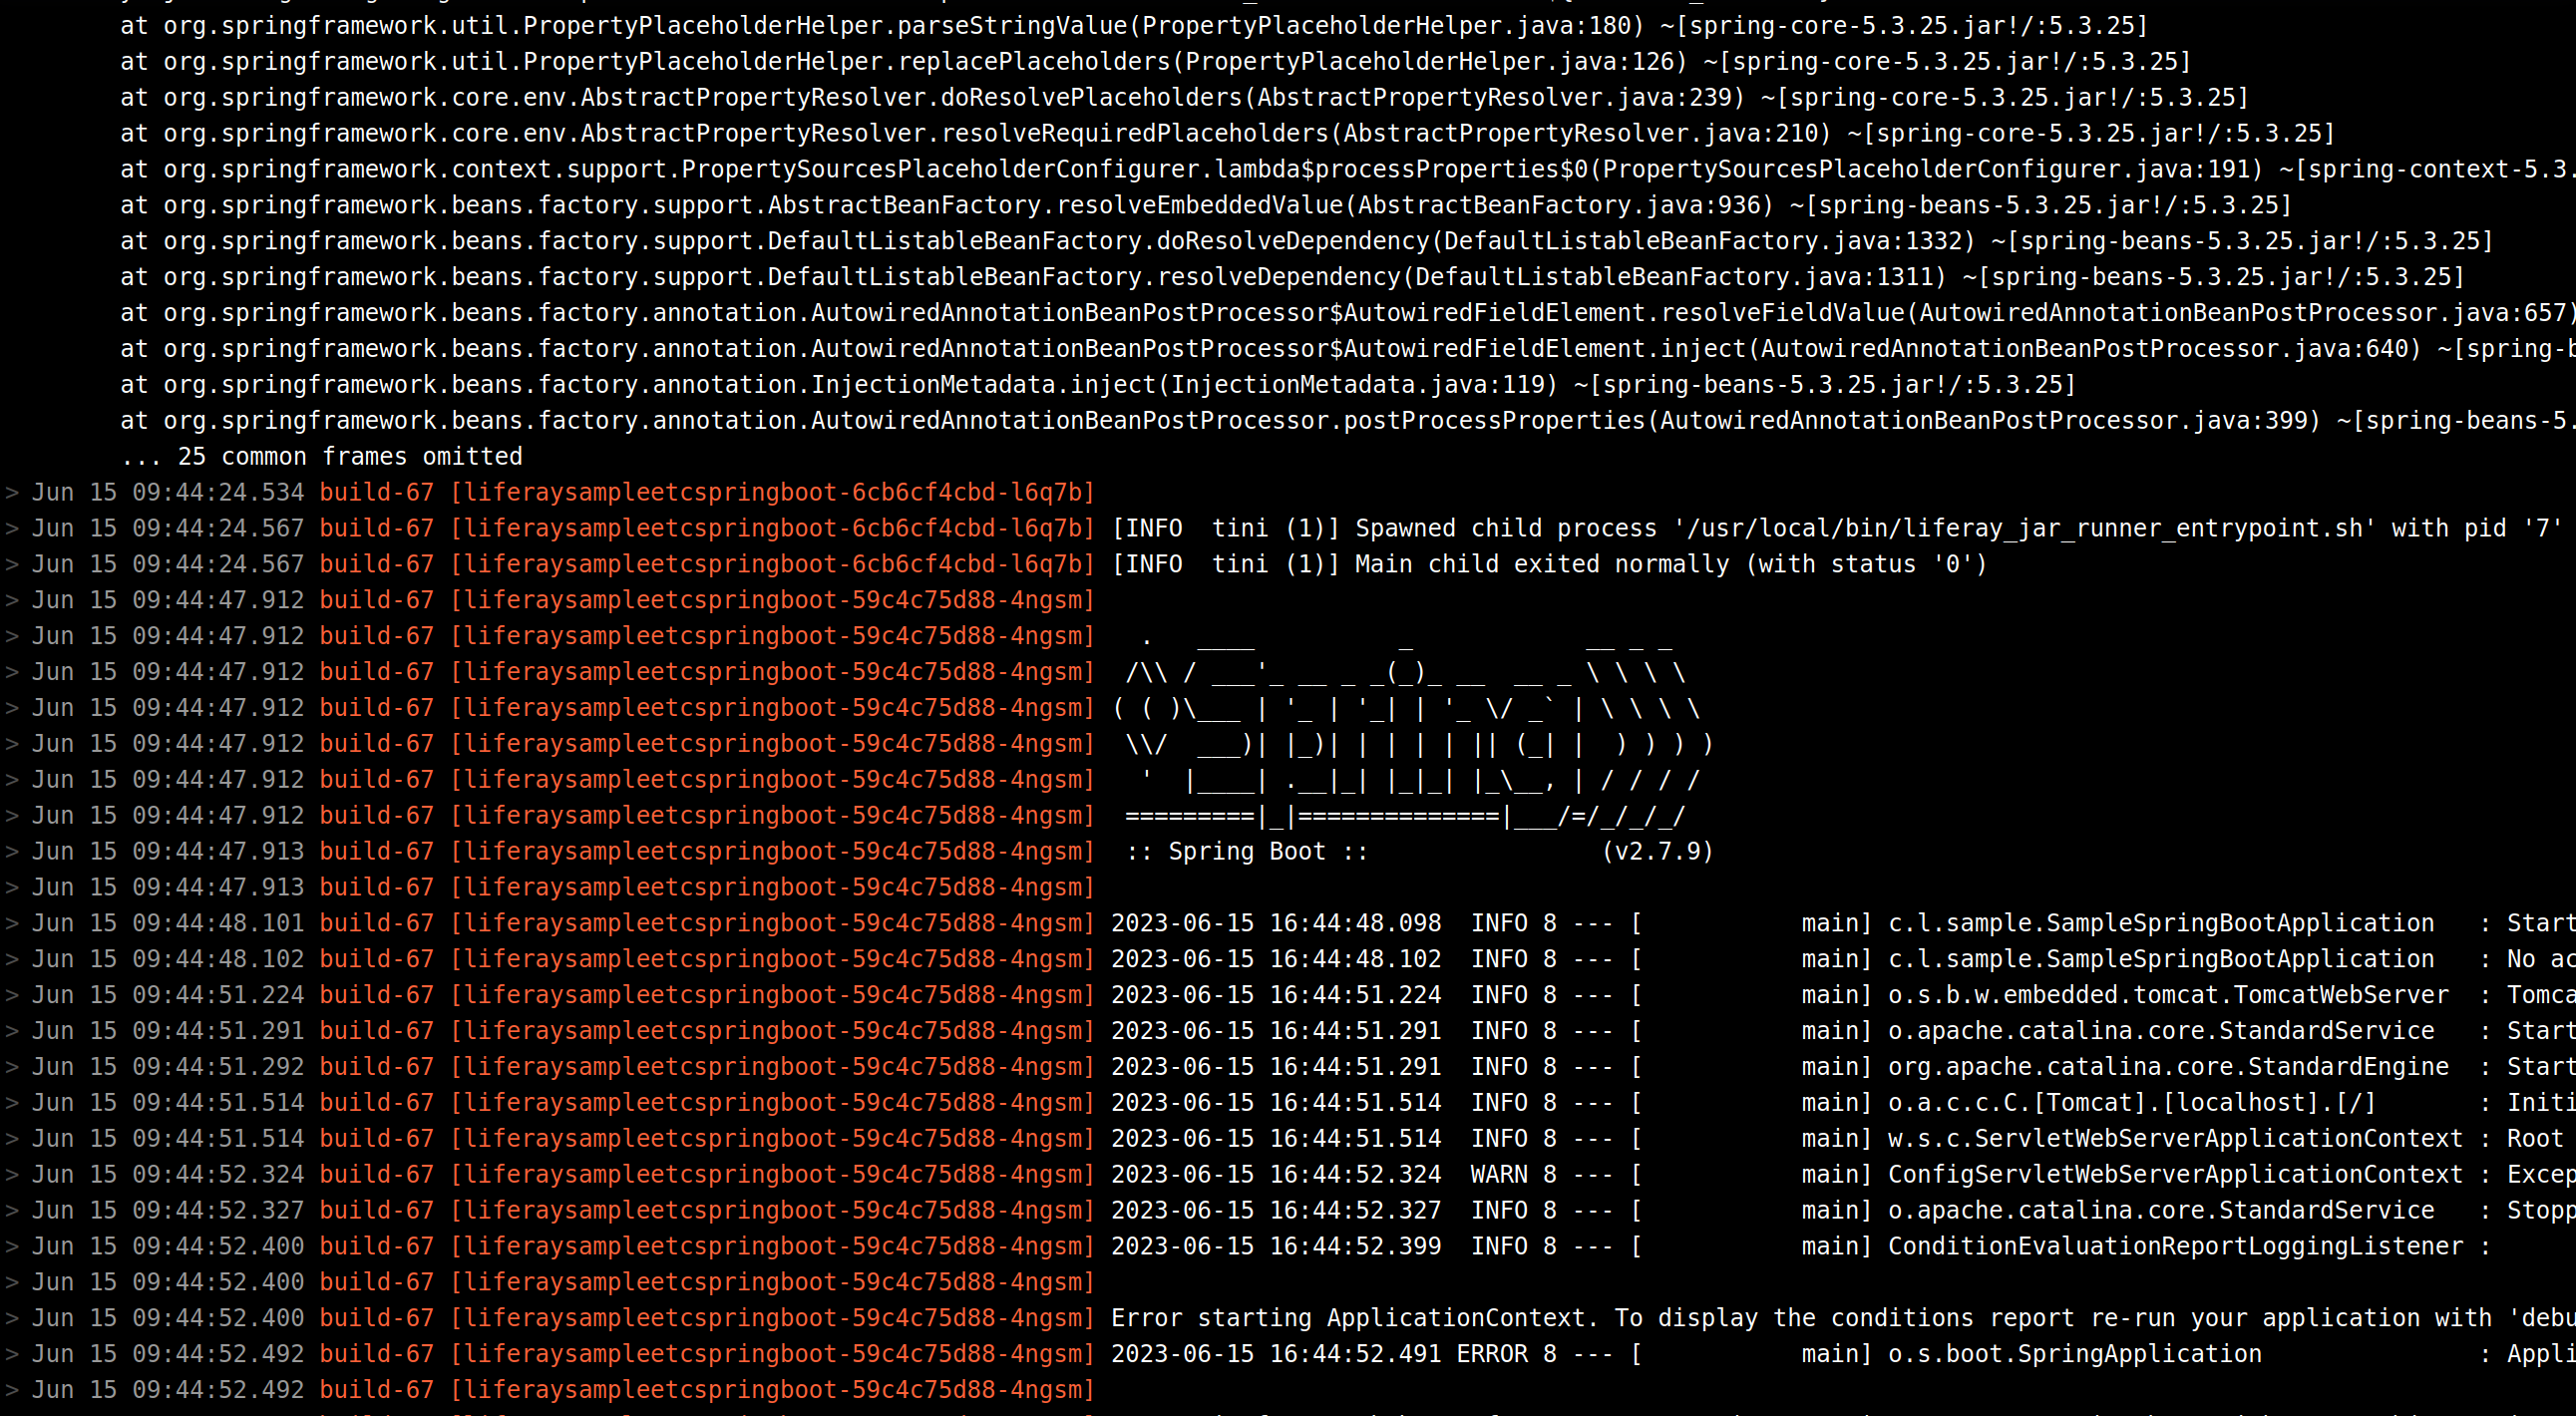 at org.springframework.util.PropertyPlaceholderHelper.parseStringValue(PropertyPlaceholderHelper.java:180) ~[spring-core-5.3.25.jar!/:5.3.25]
at org.springframework.util.PropertyPlaceholderHelper.replacePlaceholders(PropertyPlaceholderHelper.java:126) ~[spring-core-5.3.25.jar!/:5.3.25]
at org.springframework.core.env.AbstractPropertyResolver.doResolvePlaceholders(AbstractPropertyResolver.java:239) ~[spring-core-5.3.25.jar!/:5.3.25]
at org.springframework.core.env.AbstractPropertyResolver.resolveRequiredPlaceholders(AbstractPropertyResolver.java:210) ~[spring-core-5.3.25.jar!/:5.3.25]
at org.springframework.context.support.PropertySourcesPlaceholderConfigurer.lambda$processProperties$0(PropertySourcesPlaceholderConfigurer.java:191) ~[spring-context-5.3.
at org.springframework.beans.factory.support.AbstractBeanFactory.resolveEmbeddedValue(AbstractBeanFactory.java:936) ~[spring-beans-5.3.25.jar!/:5.3.25]
at org.springframework.beans.factory.support.DefaultListableBeanFactory.doResolveDependency(DefaultListableBeanFactory.java:1332) ~[spring-beans-5.3.25.jar!/:5.3.25]
at org.springframework.beans.factory.support.DefaultListableBeanFactory.resolveDependency(DefaultListableBeanFactory.java:1311) ~[spring-beans-5.3.25.jar!/:5.3.25]
at org.springframework.beans.factory.annotation.AutowiredAnnotationBeanPostProcessor$AutowiredFieldElement.resolveFieldValue(AutowiredAnnotationBeanPostProcessor.java:657)
at org.springframework.beans.factory.annotation.AutowiredAnnotationBeanPostProcessor$AutowiredFieldElement.inject(AutowiredAnnotationBeanPostProcessor.java:640) ~[spring-b
at org.springframework.beans.factory.annotation.InjectionMetadata.inject(InjectionMetadata.java:119) ~[spring-beans-5.3.25.jar!/:5.3.25]
at org.springframework.beans.factory.annotation.AutowiredAnnotationBeanPostProcessor.postProcessProperties(AutowiredAnnotationBeanPostProcessor.java:399) ~[spring-beans-5.
... 25 common frames omitted
> Jun 15 09:44:24.534 build-67 [liferaysampleetcspringboot-6cb6cf4cbd-l6q7b]
> Jun 15 09:44:24.567 build-67 [liferaysampleetcspringboot-6cb6cf4cbd-l6q7b] [INFO  tini (1)] Spawned child process '/usr/local/bin/liferay_jar_runner_entrypoint.sh' with pid '7'
> Jun 15 09:44:24.567 build-67 [liferaysampleetcspringboot-6cb6cf4cbd-l6q7b] [INFO  tini (1)] Main child exited normally (with status '0')
> Jun 15 09:44:47.912 build-67 [liferaysampleetcspringboot-59c4c75d88-4ngsm]
> Jun 15 09:44:47.912 build-67 [liferaysampleetcspringboot-59c4c75d88-4ngsm]   .   ____          _            __ _ _
> Jun 15 09:44:47.912 build-67 [liferaysampleetcspringboot-59c4c75d88-4ngsm]  /\\ / ___'_ __ _ _(_)_ __  __ _ \ \ \ \
> Jun 15 09:44:47.912 build-67 [liferaysampleetcspringboot-59c4c75d88-4ngsm] ( ( )\___ | '_ | '_| | '_ \/ _` | \ \ \ \
> Jun 15 09:44:47.912 build-67 [liferaysampleetcspringboot-59c4c75d88-4ngsm]  \\/  ___)| |_)| | | | | || (_| |  ) ) ) )
> Jun 15 09:44:47.912 build-67 [liferaysampleetcspringboot-59c4c75d88-4ngsm]   '  |____| .__|_| |_|_| |_\__, | / / / /
> Jun 15 09:44:47.912 build-67 [liferaysampleetcspringboot-59c4c75d88-4ngsm]  =========|_|==============|___/=/_/_/_/
> Jun 15 09:44:47.913 build-67 [liferaysampleetcspringboot-59c4c75d88-4ngsm]  :: Spring Boot ::                (v2.7.9)
> Jun 15 09:44:47.913 build-67 [liferaysampleetcspringboot-59c4c75d88-4ngsm]
> Jun 15 09:44:48.101 build-67 [liferaysampleetcspringboot-59c4c75d88-4ngsm] 2023-06-15 16:44:48.098  INFO 8 --- [           main] c.l.sample.SampleSpringBootApplication   : Start
> Jun 15 09:44:48.102 build-67 [liferaysampleetcspringboot-59c4c75d88-4ngsm] 2023-06-15 16:44:48.102  INFO 8 --- [           main] c.l.sample.SampleSpringBootApplication   : No ac
> Jun 15 09:44:51.224 build-67 [liferaysampleetcspringboot-59c4c75d88-4ngsm] 2023-06-15 16:44:51.224  INFO 8 --- [           main] o.s.b.w.embedded.tomcat.TomcatWebServer  : Tomca
> Jun 15 09:44:51.291 build-67 [liferaysampleetcspringboot-59c4c75d88-4ngsm] 2023-06-15 16:44:51.291  INFO 8 --- [           main] o.apache.catalina.core.StandardService   : Start
> Jun 15 09:44:51.292 build-67 [liferaysampleetcspringboot-59c4c75d88-4ngsm] 2023-06-15 16:44:51.291  INFO 8 --- [           main] org.apache.catalina.core.StandardEngine  : Start
> Jun 15 09:44:51.514 build-67 [liferaysampleetcspringboot-59c4c75d88-4ngsm] 2023-06-15 16:44:51.514  INFO 8 --- [           main] o.a.c.c.C.[Tomcat].[localhost].[/]       : Initi
> Jun 15 09:44:51.514 build-67 [liferaysampleetcspringboot-59c4c75d88-4ngsm] 2023-06-15 16:44:51.514  INFO 8 --- [           main] w.s.c.ServletWebServerApplicationContext : Root
> Jun 15 09:44:52.324 build-67 [liferaysampleetcspringboot-59c4c75d88-4ngsm] 2023-06-15 16:44:52.324  WARN 8 --- [           main] ConfigServletWebServerApplicationContext : Excep
> Jun 15 09:44:52.327 build-67 [liferaysampleetcspringboot-59c4c75d88-4ngsm] 2023-06-15 16:44:52.327  INFO 8 --- [           main] o.apache.catalina.core.StandardService   : Stopp
> Jun 15 09:44:52.400 build-67 [liferaysampleetcspringboot-59c4c75d88-4ngsm] 2023-06-15 16:44:52.399  INFO 8 --- [           main] ConditionEvaluationReportLoggingListener :
> Jun 15 09:44:52.400 build-67 [liferaysampleetcspringboot-59c4c75d88-4ngsm]
> Jun 15 09:44:52.400 build-67 [liferaysampleetcspringboot-59c4c75d88-4ngsm] Error starting ApplicationContext. To display the conditions report re-run your application with 'debu
> Jun 15 09:44:52.492 build-67 [liferaysampleetcspringboot-59c4c75d88-4ngsm] 2023-06-15 16:44:52.491 ERROR 8 --- [           main] o.s.boot.SpringApplication               : Appli
> Jun 15 09:44:52.492 build-67 [liferaysampleetcspringboot-59c4c75d88-4ngsm]